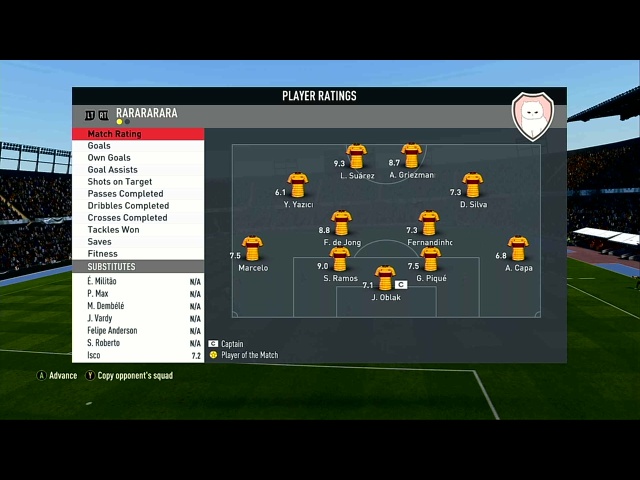 PLAYER RATINGS
LT RT RARARARARA
Match Rating
Goals
Own Goals
Goal Assists
Shots on Target
Passes Completed
Dribbles Completed
Crosses Completed
Tackles Won
Saves
Fitness
SUBSTITUTES
É. Militão N/A
P. Max N/A
M. Dembélé N/A
J. Vardy N/A
Felipe Anderson N/A
S. Roberto N/A
Isco 7.2
9.3 8.7
L. Suárez A. Griezmann
6.1 7.3
Y. Yazıcı D. Silva
8.8 7.3
F. de Jong Fernandinho
7.5 9.0 7.5 6.8
Marcelo S. Ramos G. Piqué A. Capa
7.1 C
J. Oblak
C Captain
Player of the Match
A Advance Y Copy opponent's squad